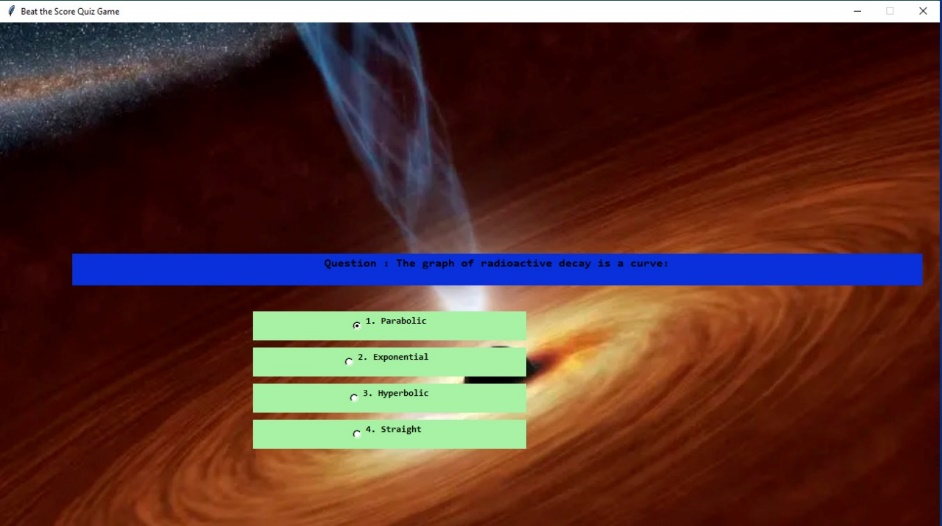 Beat the Score Quiz Game
Question : The graph of radioactive decay is a curve:
1. Parabolic
2. Exponential
3. Hyperbolic
4. Straight